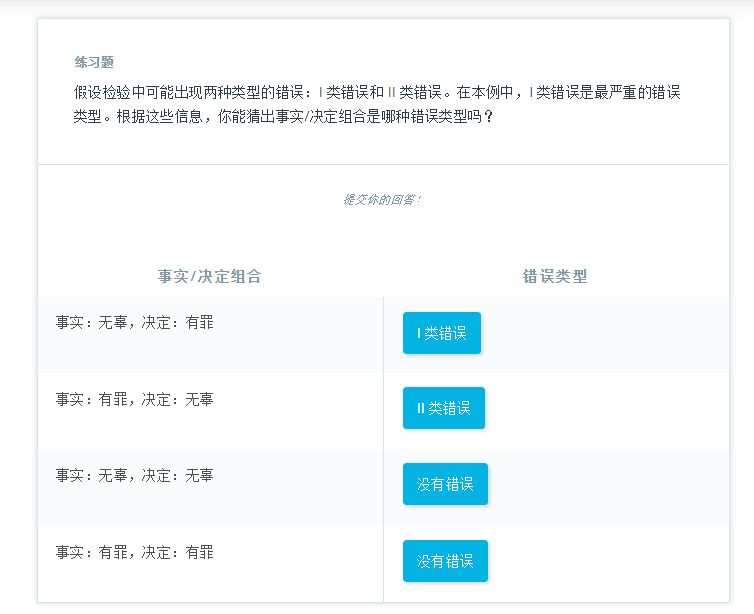 练习题
假设检验中可能出现两种类型的错误：I 类错误和 II 类错误。在本例中，I 类错误是最严重的错误
类型。根据这些信息，你能猜出事实/决定组合是哪种错误类型吗？
提交你的回答！
事实/决定组合 错误类型
事实：无辜，决定：有罪 I 类错误
事实：有罪，决定：无辜 II 类错误
事实：无辜，决定：无辜 没有错误
事实：有罪，决定：有罪 没有错误